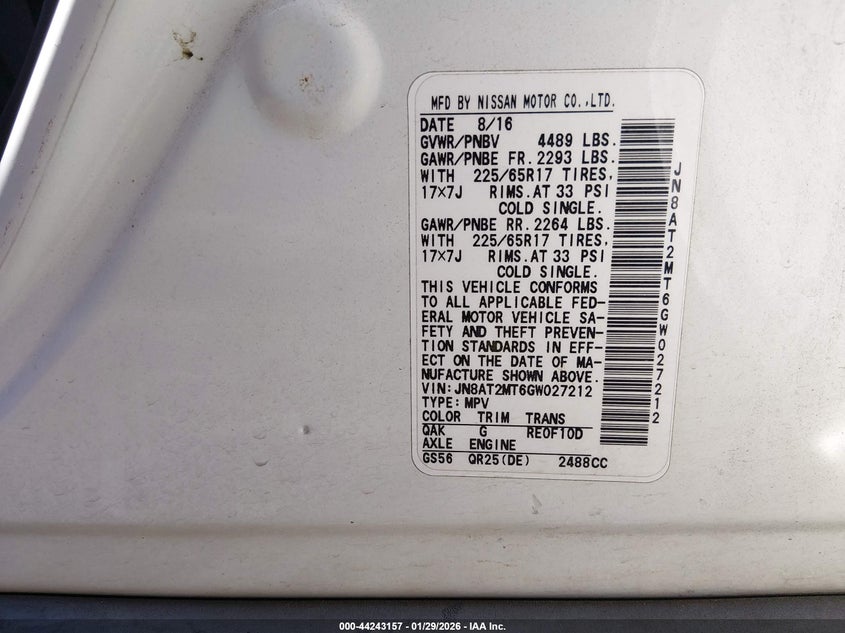 MFD BY NISSAN MOTOR CO.,LTD.
DATE 8/16
GVWR/PNBV 4489 LBS.
GAWR/PNBE FR. 2293 LBS.
WITH 225/65R17 TIRES,
17×7J RIMS.AT 33 PSI
COLD SINGLE.
GAWR/PNBE RR. 2264 LBS.
WITH 225/65R17 TIRES,
17×7J RIMS.AT 33 PSI
COLD SINGLE.
THIS VEHICLE CONFORMS
TO ALL APPLICABLE FED-
ERAL MOTOR VEHICLE SA-
FETY AND THEFT PREVEN-
TION STANDARDS IN EFF-
ECT ON THE DATE OF MA-
NUFACTURE SHOWN ABOVE.
VIN:JN8AT2MT6GW027212
TYPE:MPV
COLOR TRIM TRANS
QAK G RE0F10D
AXLE ENGINE
GS56 QR25(DE) 2488CC
JN8AT2MT6GW027212
000-44243157 - 01/29/2026 - IAA Inc.